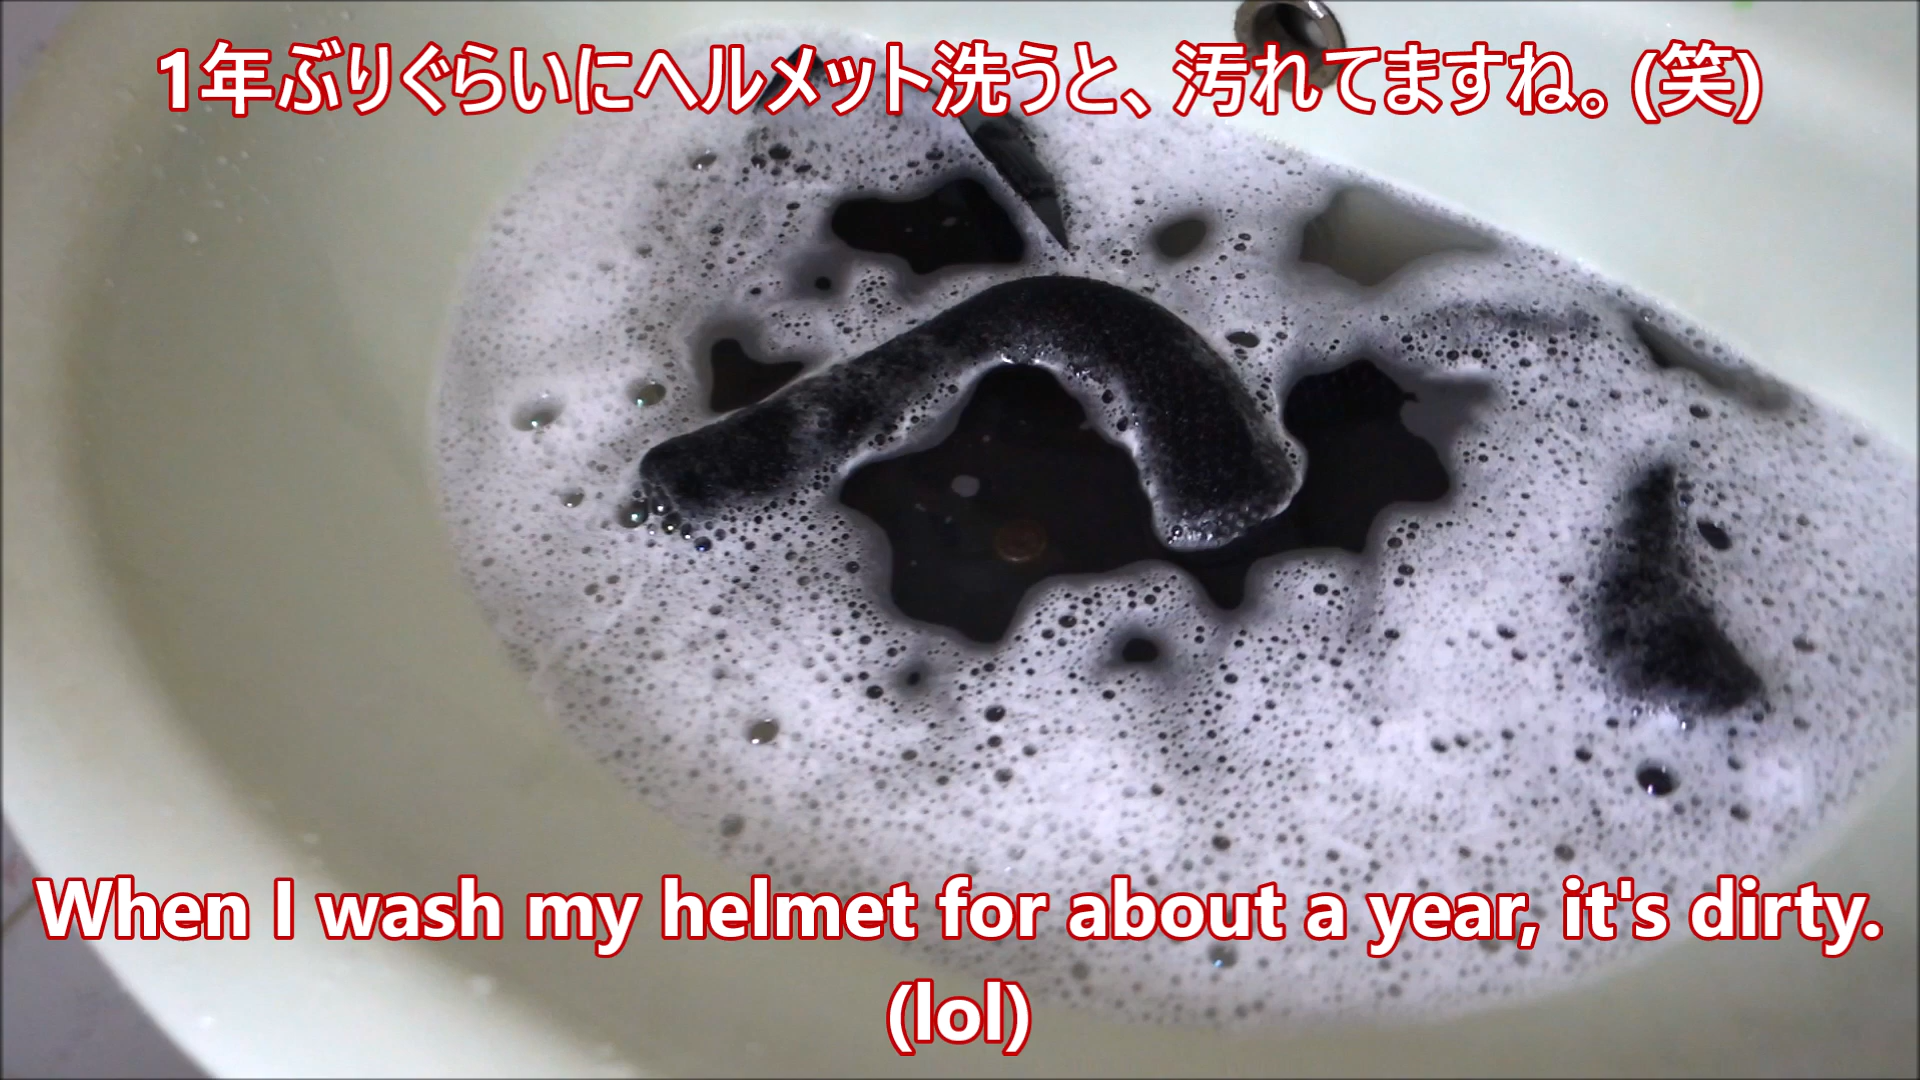 1年ぶりぐらいにヘルメット洗うと、汚れてますね。(笑)
When I wash my helmet for about a year, it's dirty.
(lol)